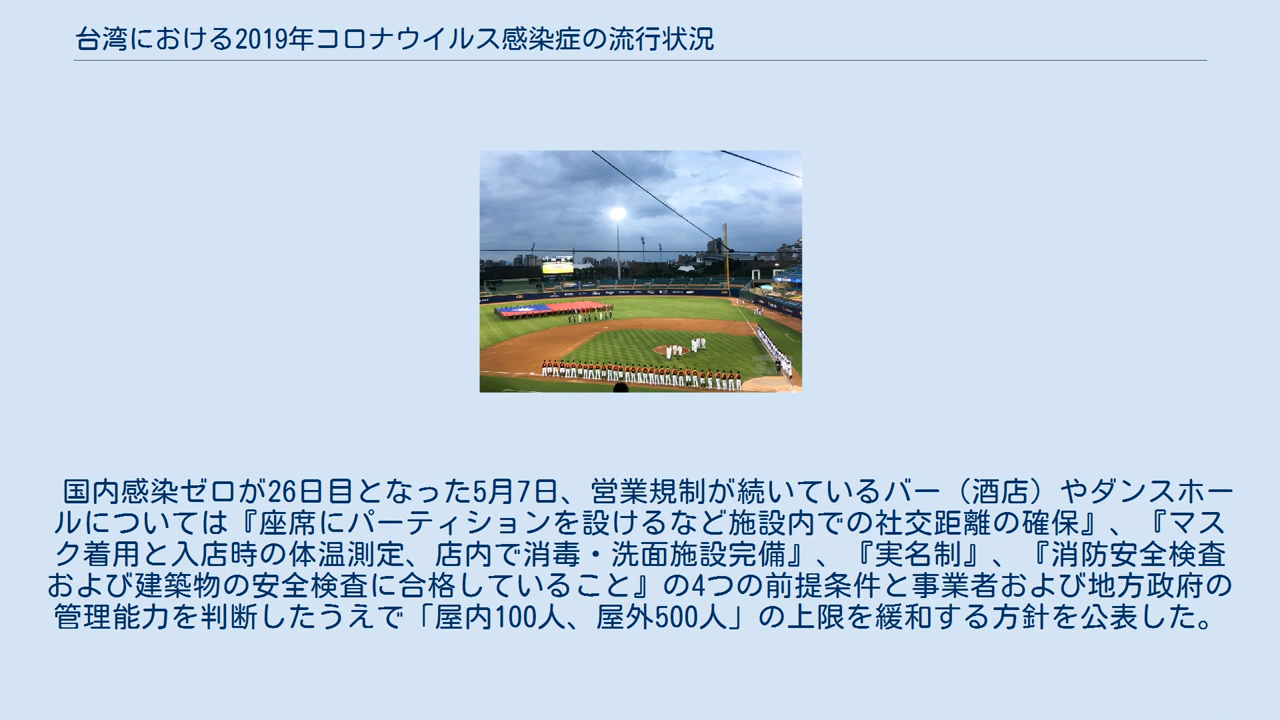 台湾における2019年コロナウイルス感染症の流行状況
国内感染ゼロが26日目となった5月7日、営業規制が続いているバー（酒店）やダンスホー
ルについては『座席にパーティションを設けるなど施設内での社交距離の確保』、『マス
ク着用と入店時の体温測定、店内で消毒・洗面施設完備』、『実名制』、『消防安全検査
および建築物の安全検査に合格していること』の4つの前提条件と事業者および地方政府の
管理能力を判断したうえで「屋内100人、屋外500人」の上限を緩和する方針を公表した。